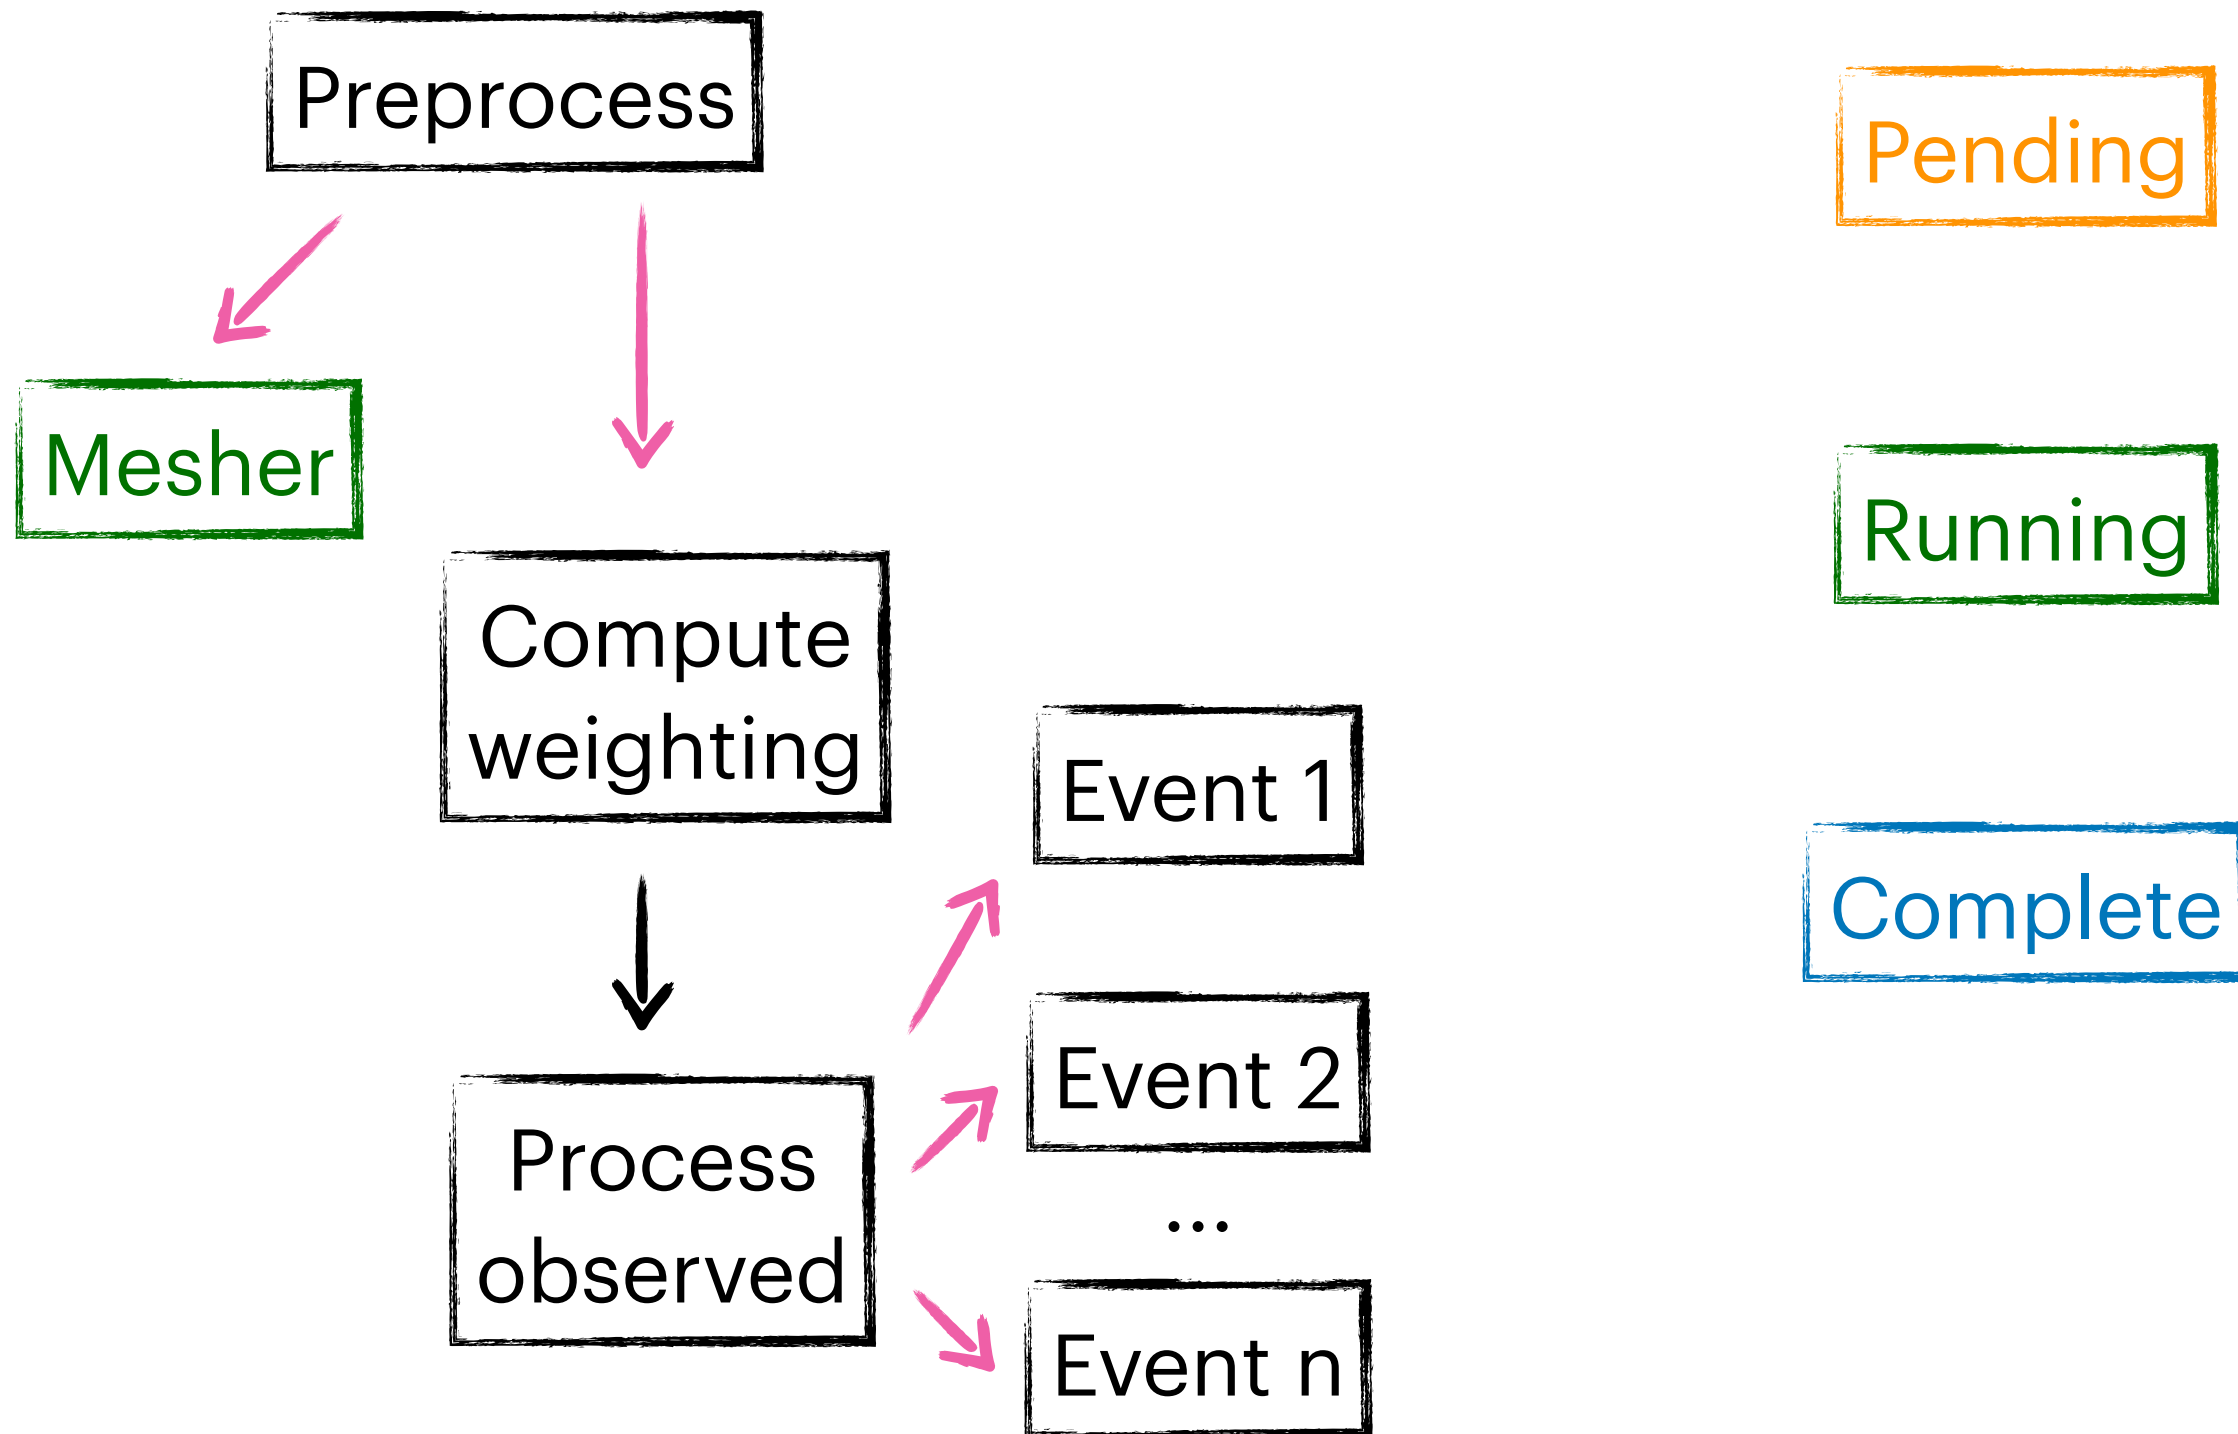 Preprocess
Mesher
Compute
weighting
Process
observed
Event 1
Event 2
...
Event n
Pending
Running
Complete